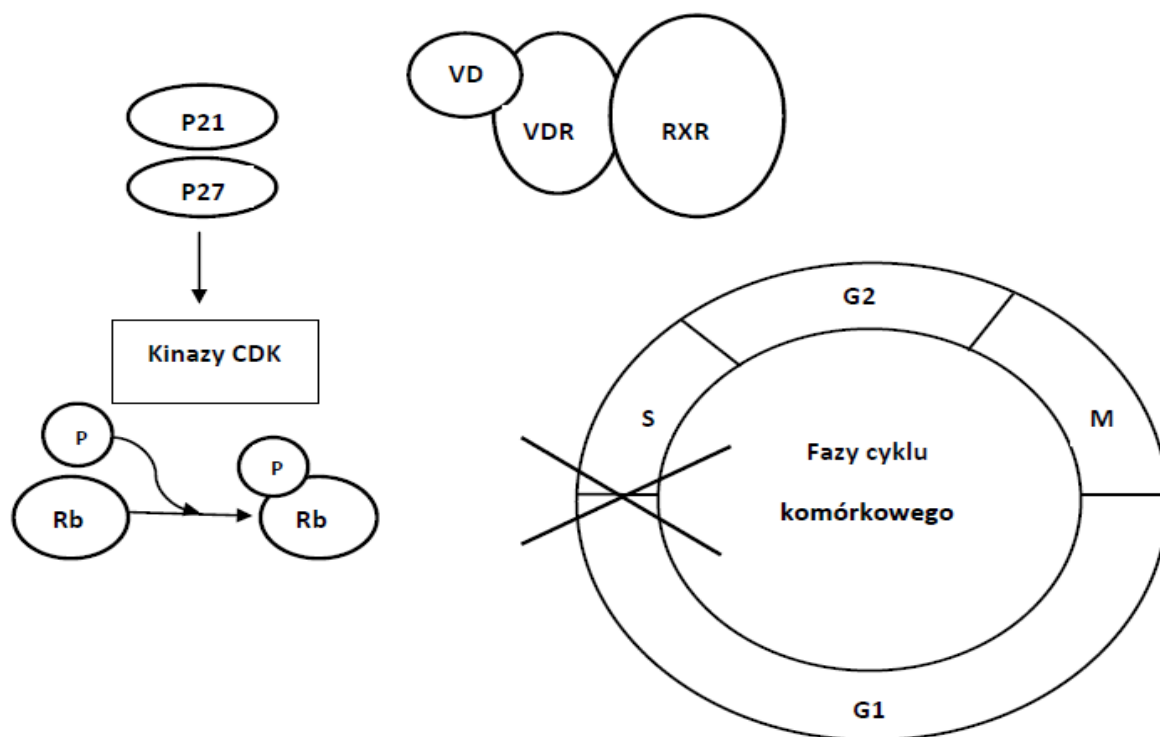 VD
P21
VDR
RXR
P27
G2
Kinazy CDK
S
M
P
Fazy cyklu
P
komórkowego
Rb
Rb
G1